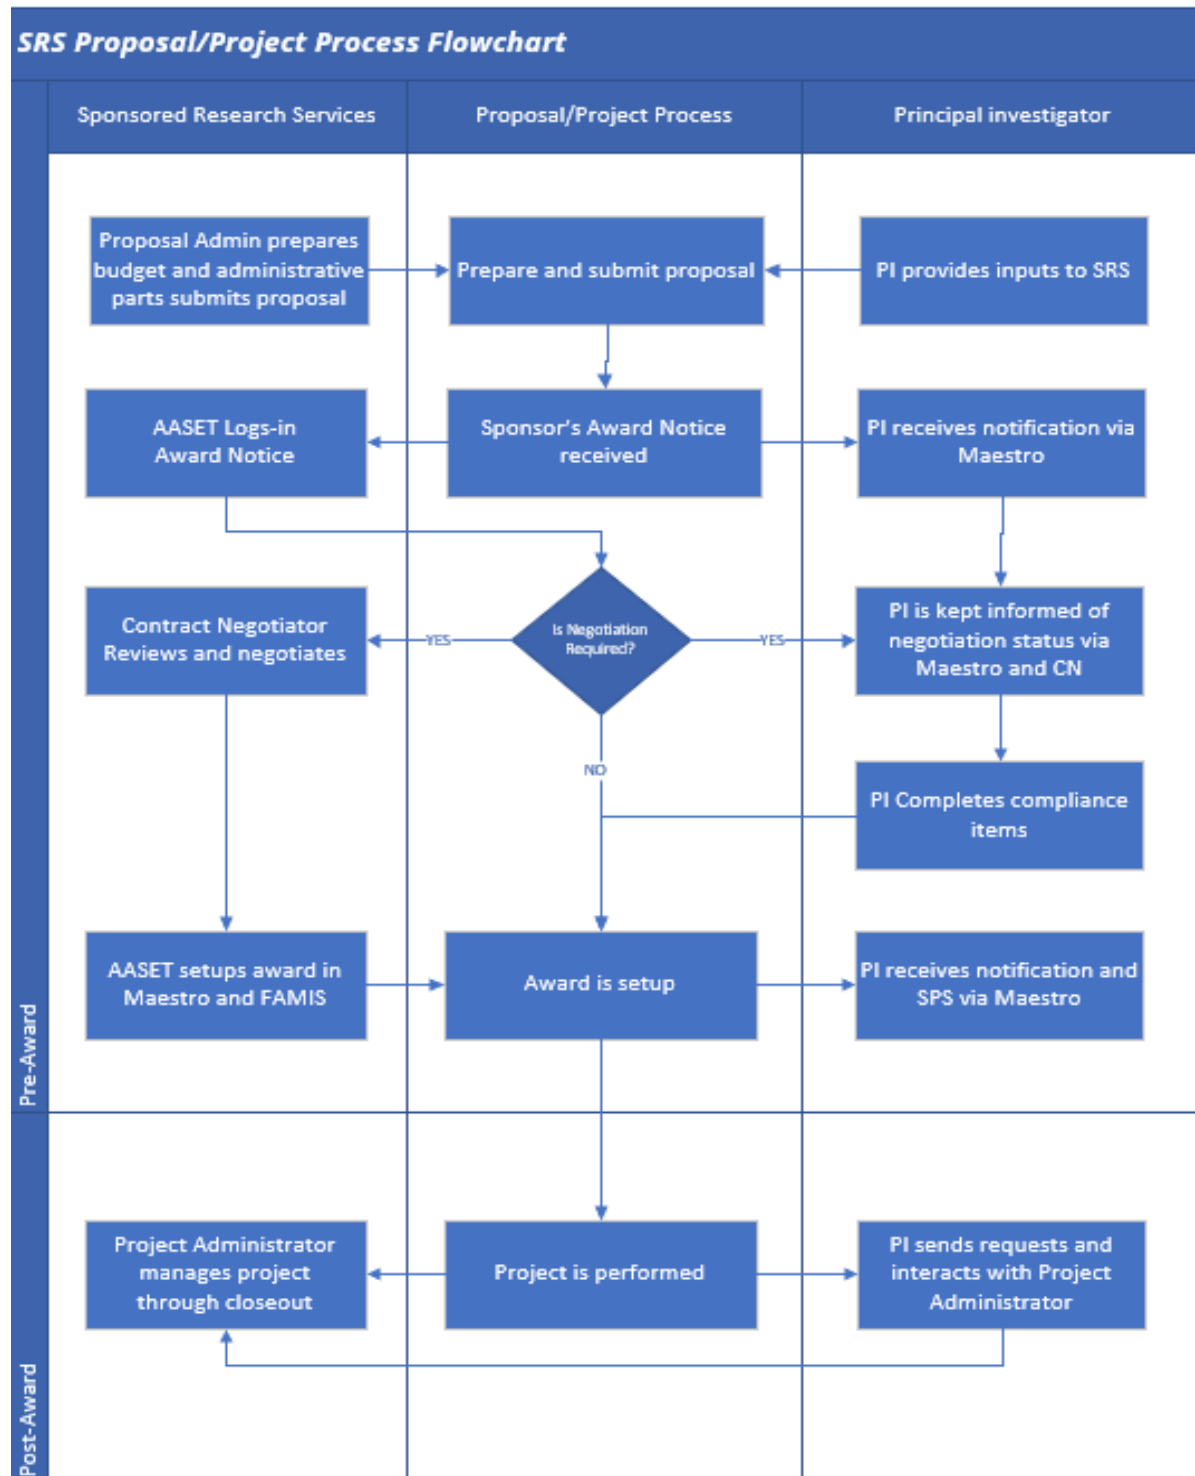 SRS Proposal/Project Process Flowchart
Sponsored Research Services
Proposal/Project Process
Principal investigator
Proposal Admin prepares
budget and administrative
parts submits proposal
Prepare and submit proposal
PI provides inputs to SRS
AASET Logs-in
Award Notice
Sponsor's Award Notice
received
PI receives notification via
Maestro
Contract Negotiator
Reviews and negotiates
YES
Is Negotiation
Required?
YES
PI is kept informed of
negotiation status via
Maestro and CN
NO
PI Completes compliance
items
AASET setups award in
Maestro and FAMIS
Award is setup
PI receives notification and
SPS via Maestro
Pre-Award
Project Administrator
manages project
through closeout
Project is performed
PI sends requests and
interacts with Project
Administrator
Post-Award